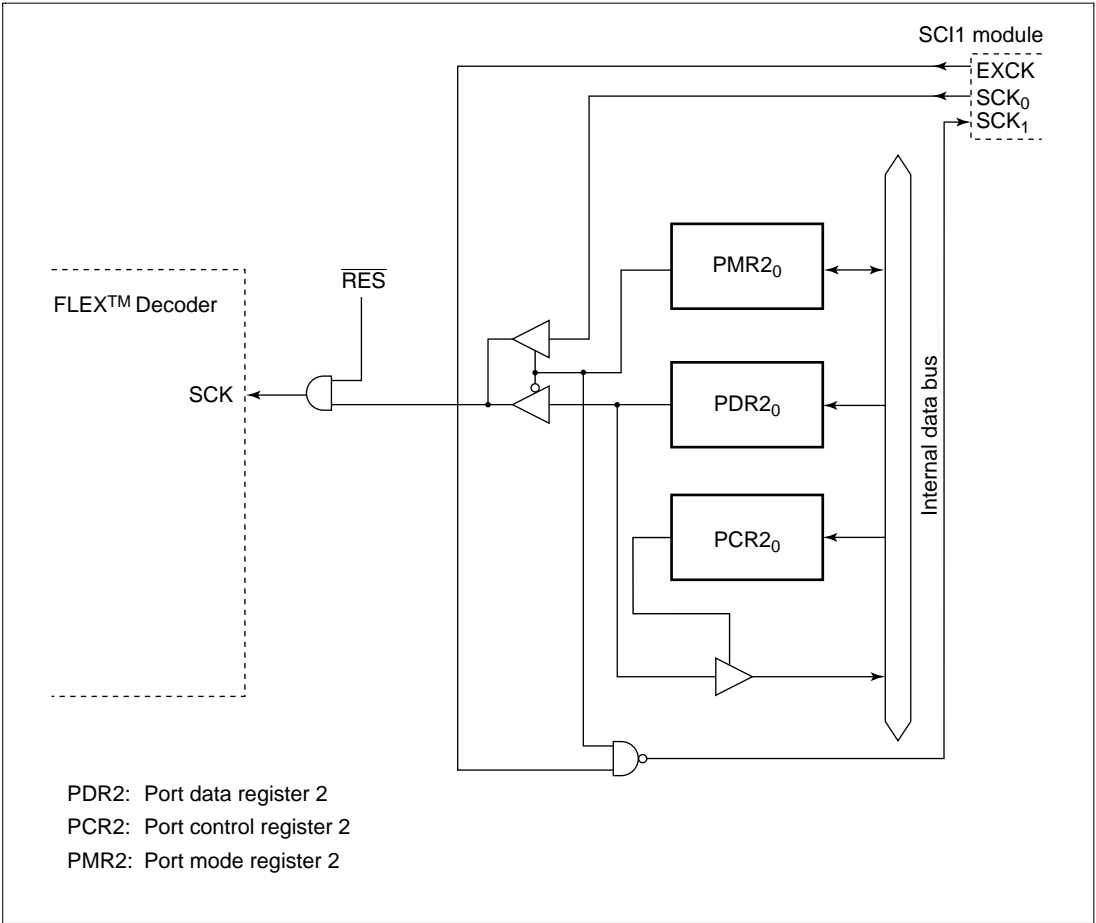 SCI1 module
EXCK
SCK0
SCK1
PMR20
RES
FLEX™ Decoder
SCK
PDR20
Internal data bus
PCR20
PDR2: Port data register 2
PCR2: Port control register 2
PMR2: Port mode register 2